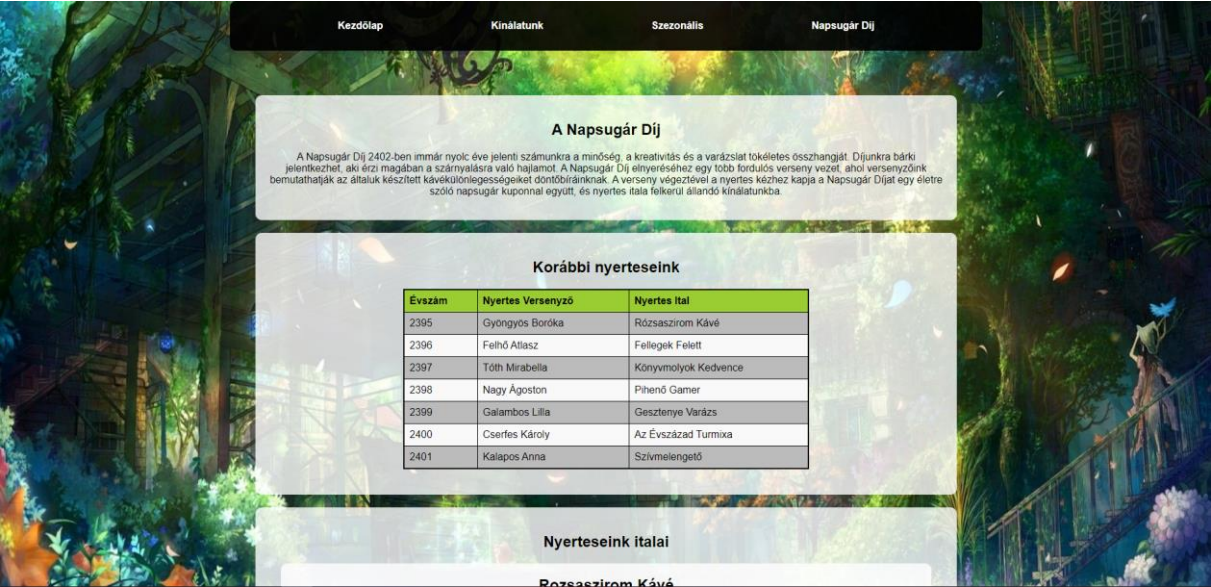 Kezdőlap Kínálatunk Szezonális Napsugár Díj
A Napsugár Díj
A Napsugár Díj 2402-ben immár nyolc éve jelenti számunkra a minőség, a kreativitás és a varázslat tökéletes összhangját. Díjunkra bárki
jelentkezhet, aki érzi magában a szárnyalásra való hajlamot. A Napsugár Díj elnyeréséhez egy több fordulós verseny vezet, ahol versenyzőink
bemutathatják az általuk készített kávékülönlegességeiket döntőbíráinknak. A verseny végeztével a nyertes kézhez kapja a Napsugár Díjat egy életre
szóló napsugár kuponnal együtt, és nyertes itala felkerül állandó kínálatunkba.
Korábbi nyerteseink
Évszám Nyertes Versenyző Nyertes Ital
2395 Gyöngyös Boróka Rózsaszirom Kávé
2396 Felhő Atlasz Fellegek Felett
2397 Tóth Mirabella Könyvmolyok Kedvence
2398 Nagy Ágoston Pihenő Gamer
2399 Galambos Lilla Gesztenye Varázs
2400 Cserfes Károly Az Évszázad Turmixa
2401 Kalapos Anna Szívmelengető
Nyerteseink italai
Rozsaszirom Kávé